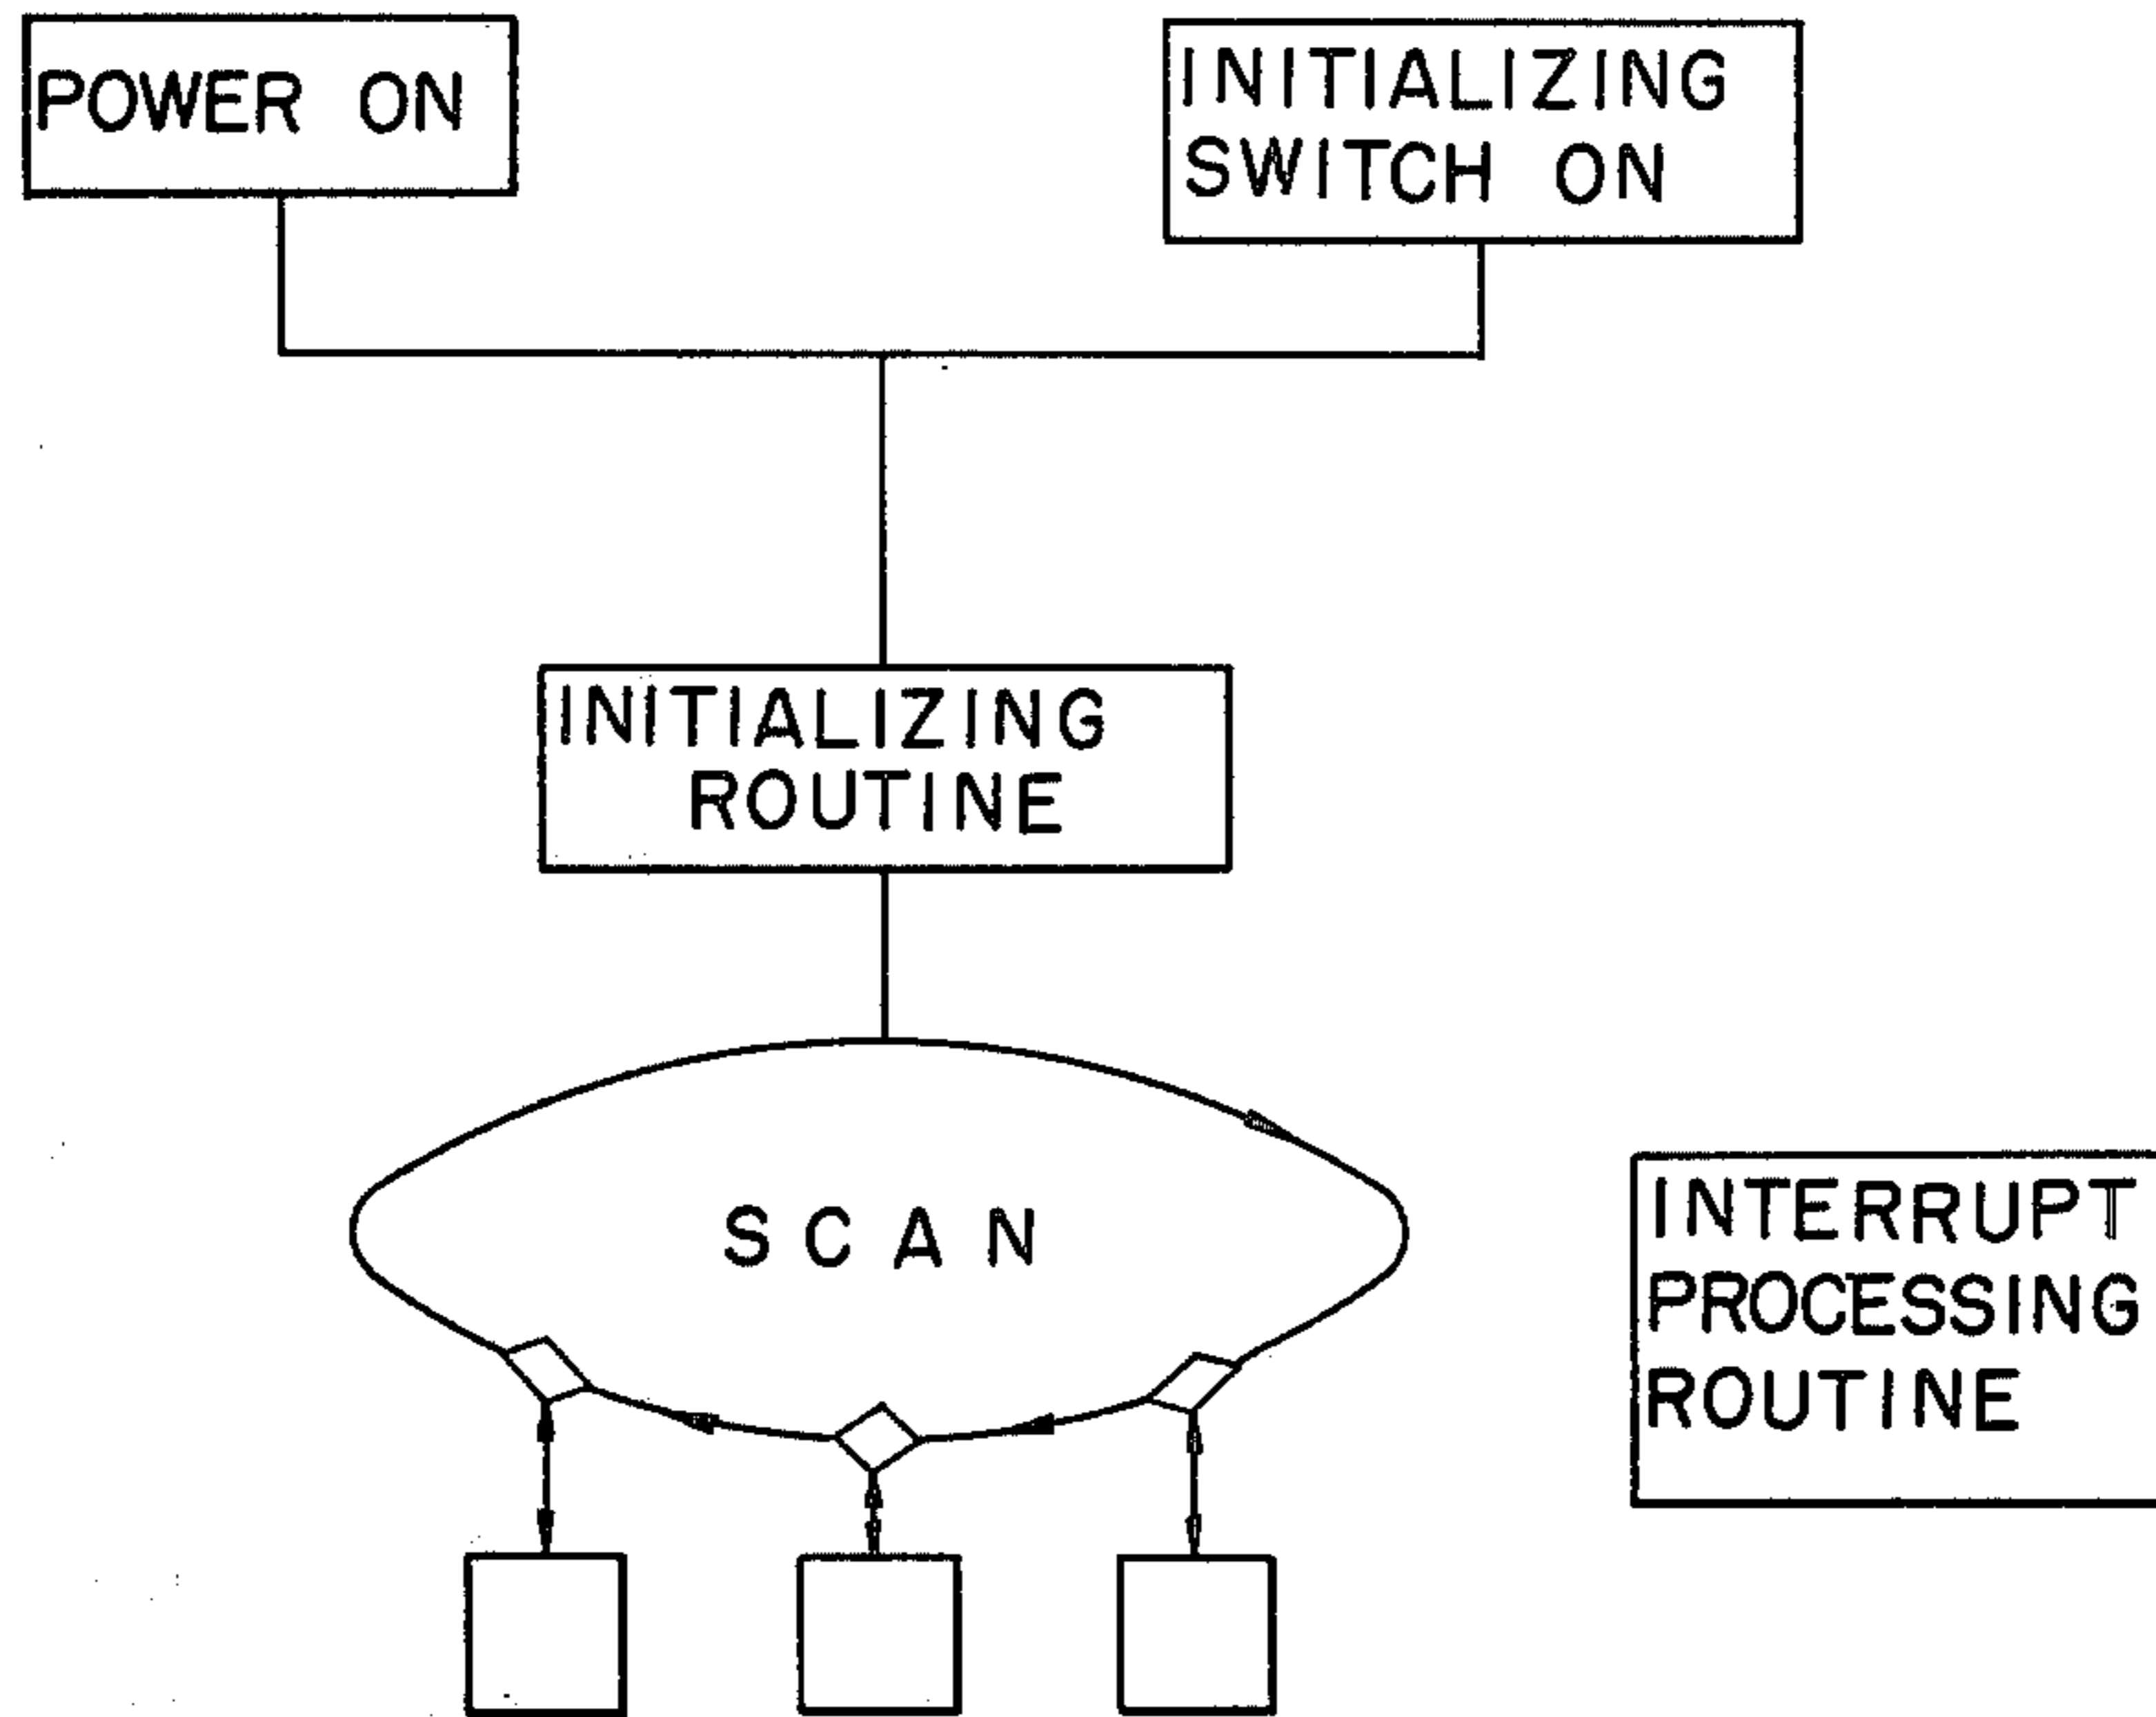 POWER ON
INITIALIZING
SWITCH ON
INITIALIZING
ROUTINE
SCAN
INTERRUPT
PROCESSING
ROUTINE